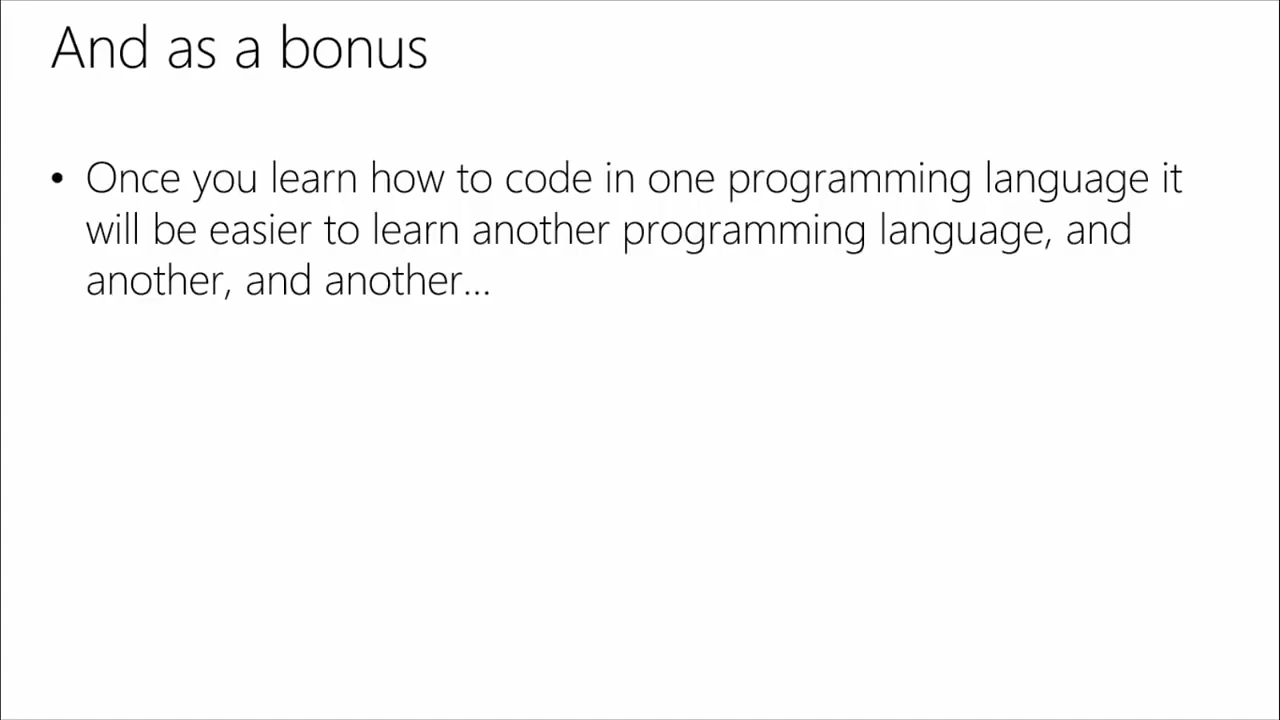 And as a bonus
• Once you learn how to code in one programming language it
will be easier to learn another programming language, and
another, and another...